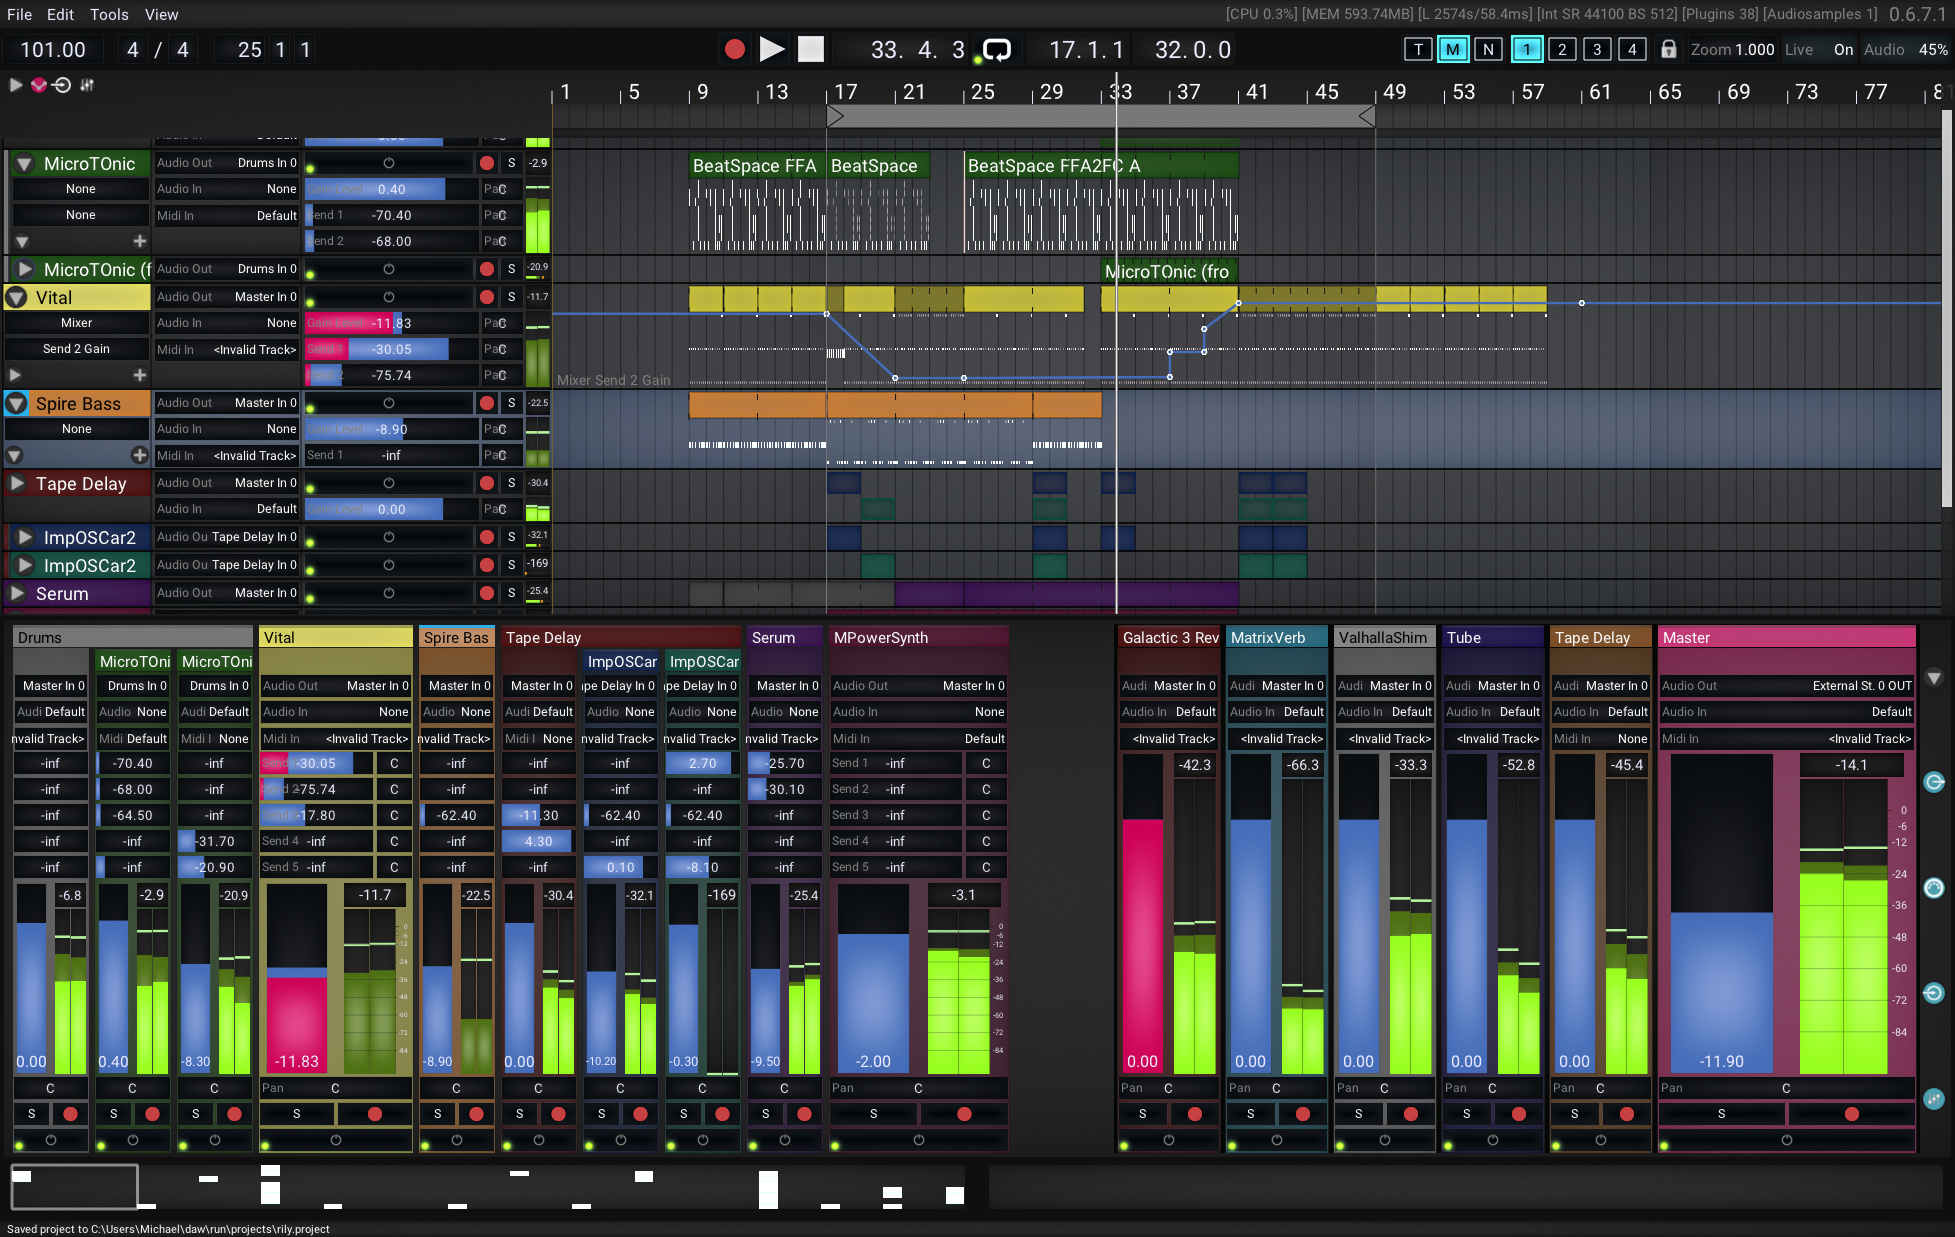 File Edit Tools View [CPU 0.3%] [MEM 593.74MB] [L 2574s/58.4ms] [Int SR 44100 BS 512] [Plugins 38] [Audiosamples 1] 0.6.7.1
101.00 4 / 4 25 1 1 33. 4. 3 17. 1. 1 32. 0. 0 T M N 1 2 3 4 Zoom 1.000 Live On Audio 45%
1 5 9 13 17 21 25 29 33 37 41 45 49 53 57 61 65 69 73 77
MicroTOnic Audio Out Drums In 0 S -2.9 BeatSpace FFA BeatSpace BeatSpace FFA2FC A
None Audio In None Gain Level 0.40 Pan C
None Midi In Default Send 1 -70.40 Pan C
Send 2 -68.00 Pan C
MicroTOnic (f Audio Out Drums In 0 S -20.9 MicroTOnic (fro
Vital Audio Out Master In 0 S -11.7
Mixer Audio In None Gain Level -11.83 Pan C
Send 2 Gain Midi In <Invalid Track> Send 1 -30.05 Pan C
Send 2 -75.74 Pan C Mixer Send 2 Gain
Spire Bass Audio Out Master In 0 S -22.5
None Audio In None Gain Level -8.90 Pan C
Midi In <Invalid Track> Send 1 -inf Pan C
Tape Delay Audio Out Master In 0 S -30.4
Audio In Default Gain Level 0.00 Pan C
ImpOSCar2 Audio Ou Tape Delay In 0 S -32.1
ImpOSCar2 Audio Ou Tape Delay In 0 S -169
Serum Audio Out Master In 0 S -25.4
Drums Vital Spire Bas Tape Delay Serum MPowerSynth Galactic 3 Rev MatrixVerb ValhallaShim Tube Tape Delay Master
MicroTOni MicroTOni ImpOSCar ImpOSCar
Master In 0 Drums In 0 Drums In 0 Audio Out Master In 0 Master In 0 Master In 0 pe Delay In 0 pe Delay In 0 Master In 0 Audio Out Master In 0 Audi Master In 0 Audi Master In 0 Audi Master In 0 Audi Master In 0 Audi Master In 0 Audio Out External St. 0 OUT
Audi Default Audio None Audi Default Audio In None Audio None Audi Default Audio None Audi Default Audio None Audio In None Audio In Default Audio In Default Audio In Default Audio In Default Audio In Default Audio In Default
nvalid Track> Midi Default Midi I None Midi In <Invalid Track> nvalid Track> Midi I None nvalid Track> nvalid Track> nvalid Track> Midi In Default <Invalid Track> <Invalid Track> <Invalid Track> <Invalid Track> Midi In None Midi In <Invalid Track>
-inf -70.40 -inf Send -30.05 C -inf -inf -inf 2.70 -25.70 Send 1 -inf C -42.3 -66.3 -33.3 -52.8 -45.4 -14.1
-inf -68.00 -inf Send 2 -75.74 C -inf -inf -inf -inf -30.10 Send 2 -inf C
-inf -64.50 -inf -17.80 C -62.40 -11.30 -62.40 -62.40 -inf Send 3 -inf C
-inf -inf -31.70 Send 4 -inf C -inf 4.30 -inf -inf -inf Send 4 -inf C
-inf -inf -20.90 Send 5 -inf C -inf -inf 0.10 -8.10 -inf Send 5 -inf C
-6.8 -2.9 -20.9 -11.7 -22.5 -30.4 -32.1 -169 -25.4 -3.1
0 -6 -12 -24 -36 -48 -60 -72 -84
0 -6 -12 -24 -36 -48 -60 -72 -84
0 -6 -12 -24 -36 -48 -60 -72 -84
0.00 0.40 -8.30 -11.83 -8.90 0.00 -10.20 -0.30 -9.50 -2.00 0.00 0.00 0.00 0.00 0.00 -11.90
C C C Pan C C C C C C Pan C Pan C Pan C Pan C Pan C Pan C Pan C
S S S S S S S S S S S S S S S S
Saved project to C:\Users\Michael\daw\run\projects\rily.project